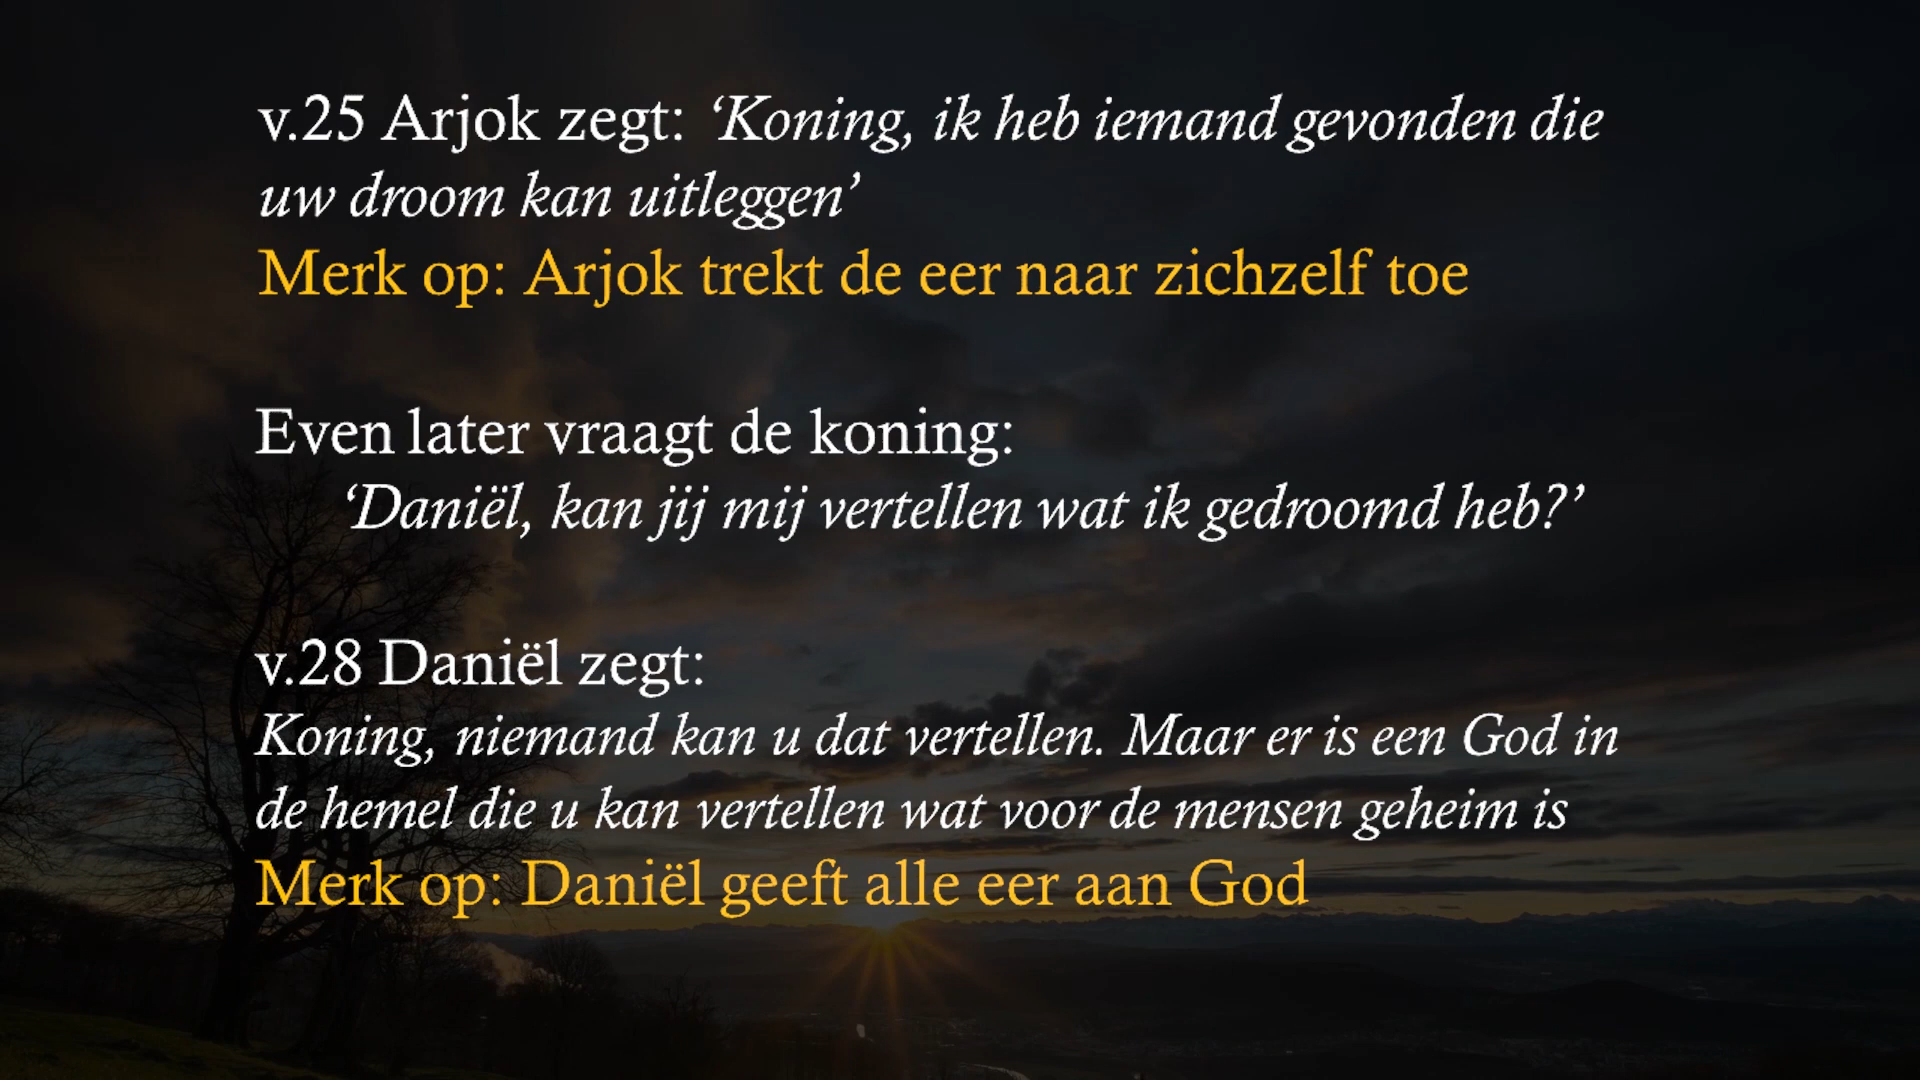 v.25 Arjok zegt: ‘Koning, ik heb iemand gevonden die
uw droom kan uitleggen’
Merk op: Arjok trekt de eer naar zichzelf toe
Even later vraagt de koning:
‘Daniël, kan jij mij vertellen wat ik gedroomd heb?’
v.28 Daniël zegt:
Koning, niemand kan u dat vertellen. Maar er is een God in
de hemel die u kan vertellen wat voor de mensen geheim is
Merk op: Daniël geeft alle eer aan God